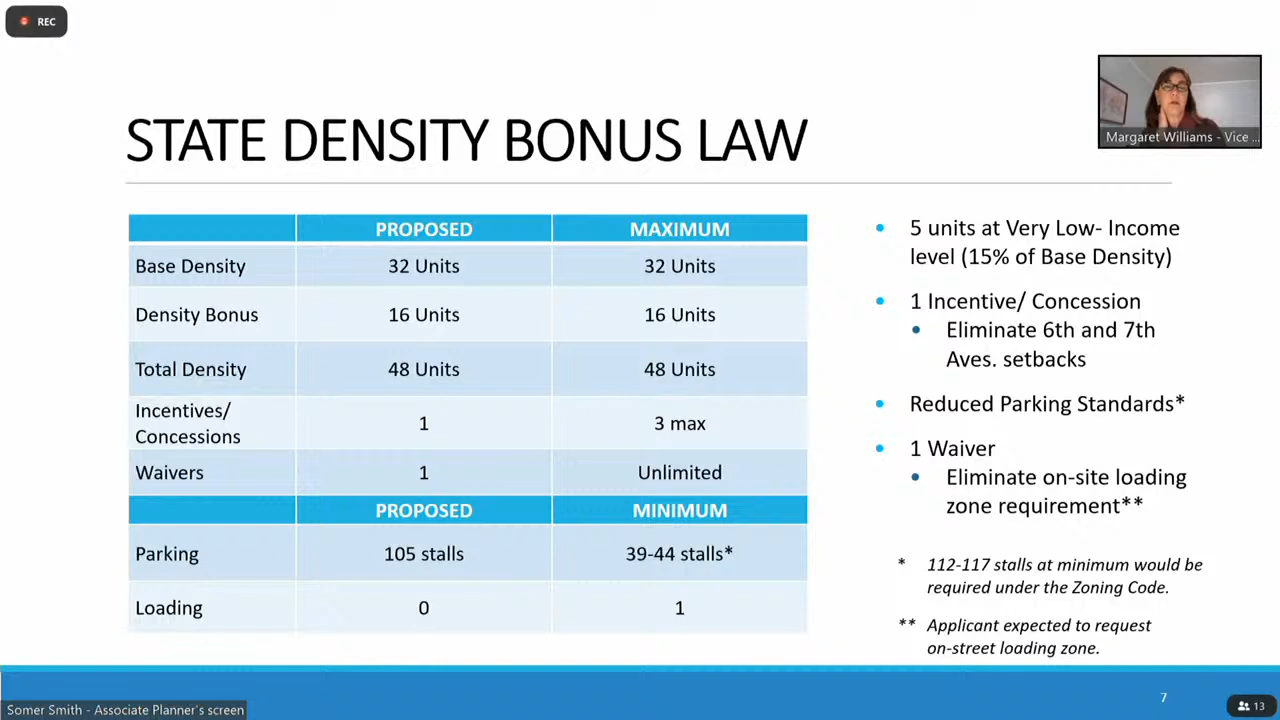 REC
Margaret Williams - Vice ...
STATE DENSITY BONUS LAW
PROPOSED MAXIMUM
Base Density 32 Units 32 Units
Density Bonus 16 Units 16 Units
Total Density 48 Units 48 Units
Incentives/
Concessions 1 3 max
Waivers 1 Unlimited
PROPOSED MINIMUM
Parking 105 stalls 39-44 stalls*
Loading 0 1
• 5 units at Very Low- Income
level (15% of Base Density)
• 1 Incentive/ Concession
• Eliminate 6th and 7th
Aves. setbacks
• Reduced Parking Standards*
• 1 Waiver
• Eliminate on-site loading
zone requirement**
* 112-117 stalls at minimum would be
required under the Zoning Code.
** Applicant expected to request
on-street loading zone.
7
Somer Smith - Associate Planner's screen
13